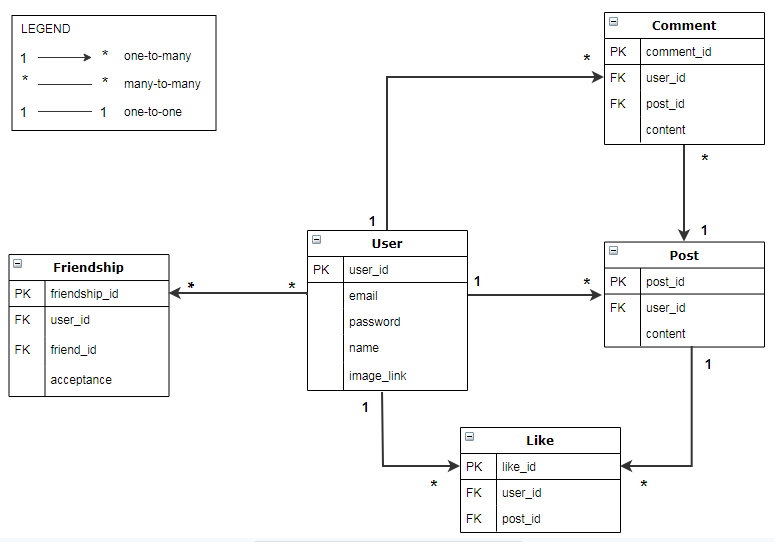 LEGEND
1 * one-to-many
* * many-to-many
1 1 one-to-one
Comment
PK comment_id
FK user_id
FK post_id
content
*
1
*
1
User
PK user_id
email
password
name
image_link
Friendship
PK friendship_id
FK user_id
FK friend_id
acceptance
* *
1 *
Post
PK post_id
FK user_id
content
1
*
1
*
Like
PK like_id
FK user_id
FK post_id